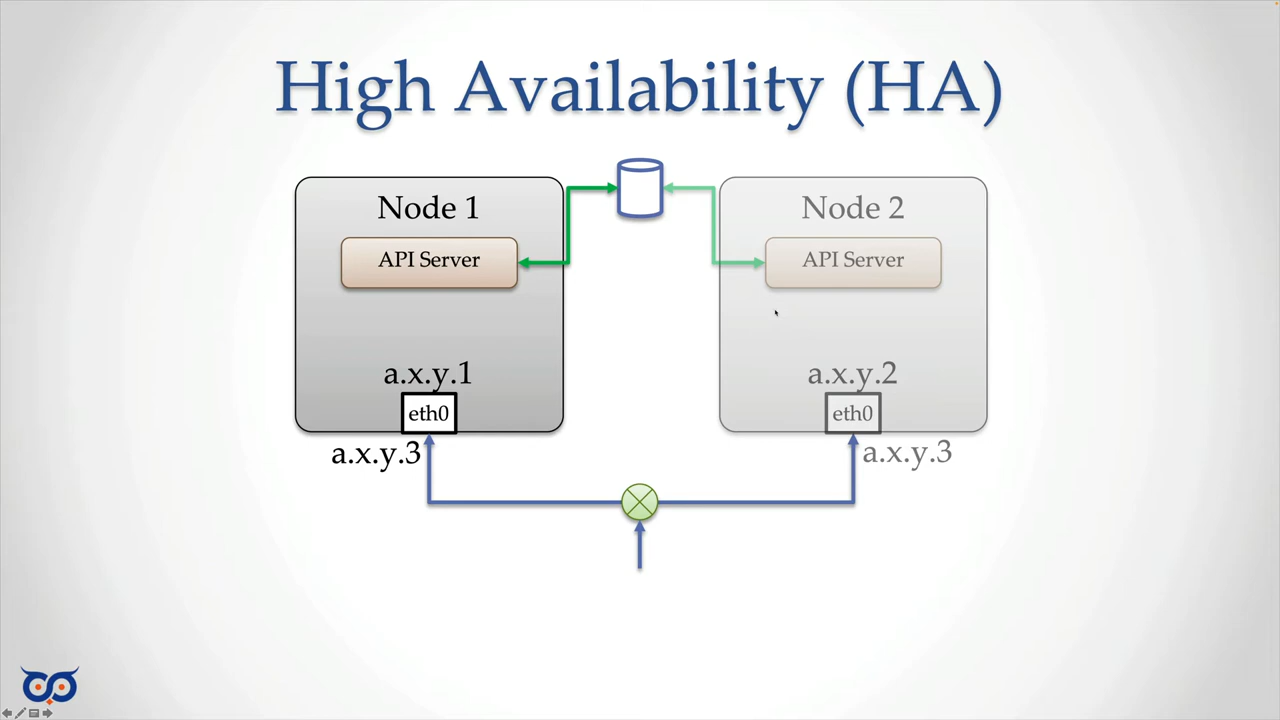 High Availability (HA)
Node 1
API Server
a.x.y.1
eth0
a.x.y.3
Node 2
API Server
a.x.y.2
eth0
a.x.y.3